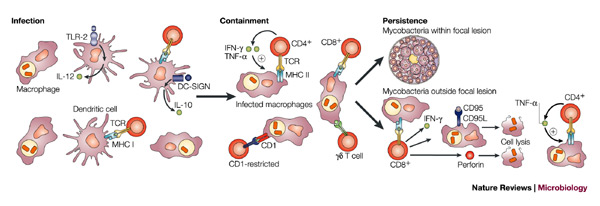 Infection
TLR-2
IL-12
Macrophage
DC-SIGN
IL-10
Dendritic cell
TCR
MHC I
Containment
IFN-γ
TNF-α
+
CD4+
TCR
MHC II
Infected macrophages
CD8+
CD1
CD1-restricted
γδ T cell
Persistence
Mycobacteria within focal lesion
Mycobacteria outside focal lesion
IFN-γ
CD95
CD95L
Cell lysis
CD8+
Perforin
TNF-α
CD4+
+
Nature Reviews | Microbiology